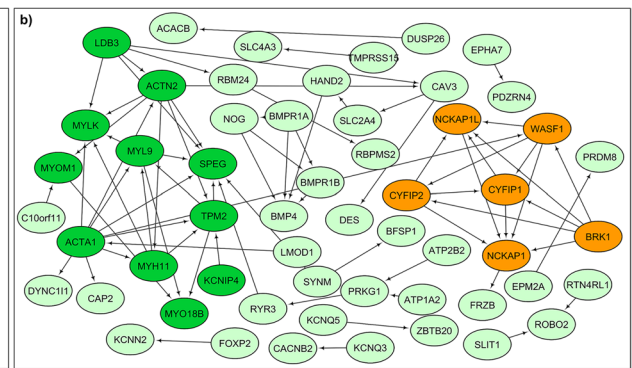 b)
ACACB
LDB3
DUSP26
SLC4A3
TMPRSS15
EPHA7
ACTN2
RBM24
HAND2
CAV3
PDZRN4
MYLK
NOG
BMPR1A
SLC2A4
NCKAP1L
WASF1
MYL9
SPEG
RBPMS2
PRDM8
MYOM1
BMPR1B
CYFIP2
CYFIP1
C10orf11
TPM2
BMP4
DES
BFSP1
BRK1
ACTA1
LMOD1
ATP2B2
NCKAP1
MYH11
KCNIP4
SYNM
PRKG1
EPM2A
RTN4RL1
DYNC1I1
CAP2
MYO18B
RYR3
ATP1A2
FRZB
KCNQ5
ZBTB20
ROBO2
KCNN2
FOXP2
CACNB2
KCNQ3
SLIT1